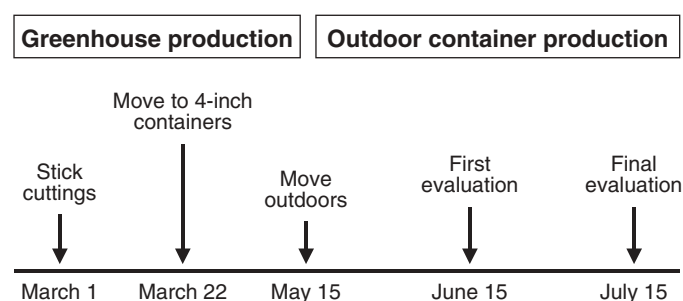 Greenhouse production
Outdoor container production
Move to 4-inch
containers
Stick
cuttings
Move
outdoors
First
evaluation
Final
evaluation
March 1
March 22
May 15
June 15
July 15